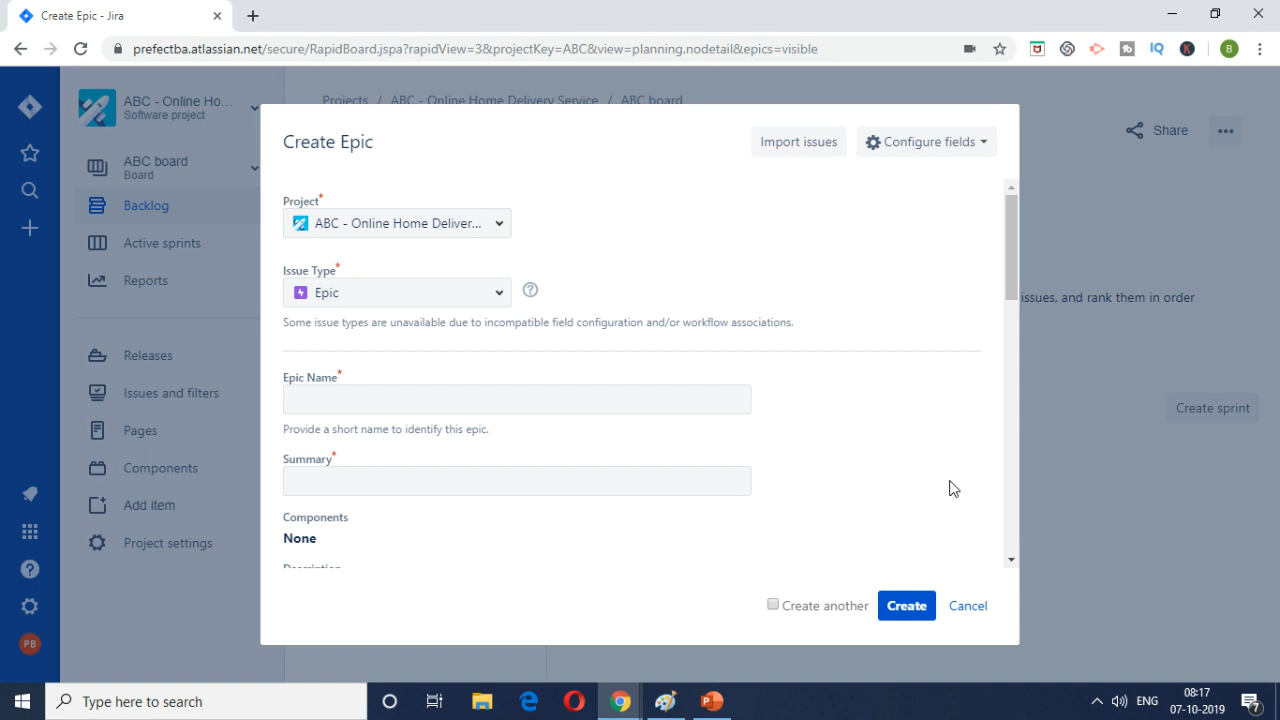 Create Epic - Jira
prefectba.atlassian.net/secure/RapidBoard.jspa?rapidView=3&projectKey=ABC&view=planning.nodetail&epics=visible
IQ
K
B
ABC - Online Ho...
Software project
ABC board
Board
Backlog
Active sprints
Reports
Releases
Issues and filters
Pages
Components
Add item
Project settings
PB
Projects / ABC - Online Home Delivery Service / ABC board
Share
issues, and rank them in order
Create sprint
Create Epic
Import issues
Configure fields
Project*
ABC - Online Home Deliver...
Issue Type*
Epic
Some issue types are unavailable due to incompatible field configuration and/or workflow associations.
Epic Name*
Provide a short name to identify this epic.
Summary*
Components
None
Description
Create another
Create
Cancel
Type here to search
ENG
08:17
07-10-2019
7